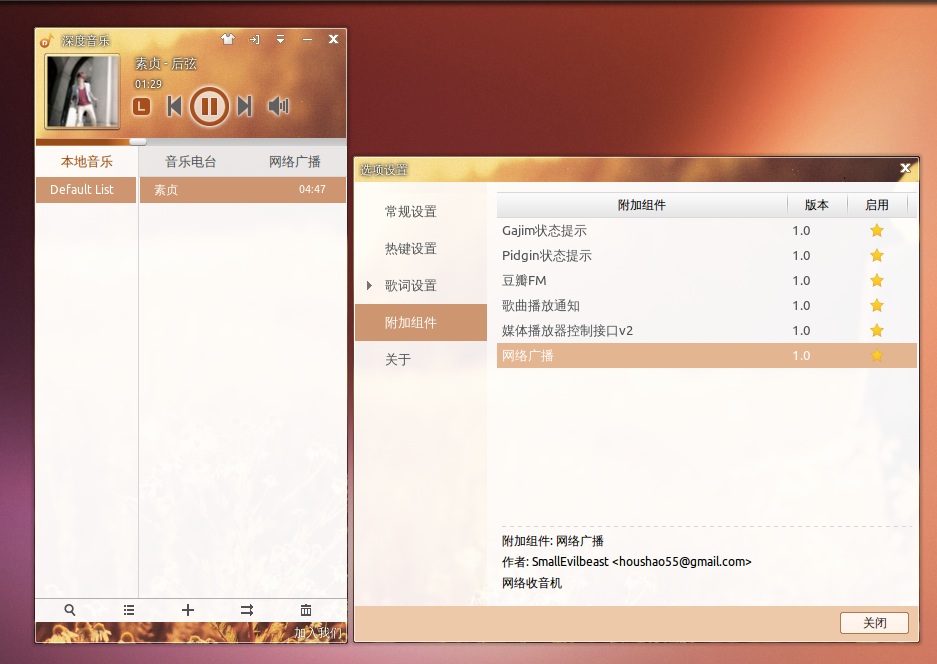 深度音乐
素贞 - 后弦
01:29
L
本地音乐 音乐电台 网络广播
Default List 素贞 04:47
加入我们
选项设置
常规设置
热键设置
歌词设置
附加组件
关于
附加组件 版本 启用
Gajim状态提示 1.0
Pidgin状态提示 1.0
豆瓣FM 1.0
歌曲播放通知 1.0
媒体播放器控制接口v2 1.0
网络广播 1.0
附加组件: 网络广播
作者: SmallEvilbeast <houshao55@gmail.com>
网络收音机
关闭